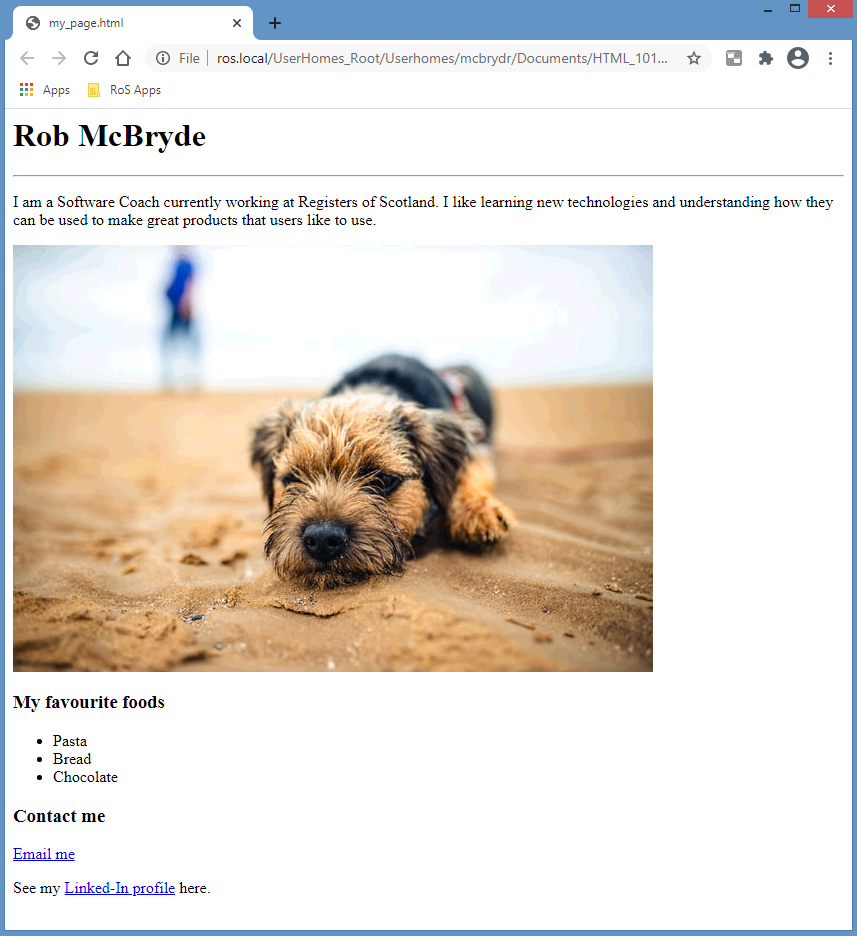 my_page.html
File ros.local/UserHomes_Root/Userhomes/mcbrydr/Documents/HTML_101...
Apps RoS Apps
Rob McBryde
I am a Software Coach currently working at Registers of Scotland. I like learning new technologies and understanding how they
can be used to make great products that users like to use.
My favourite foods
• Pasta
• Bread
• Chocolate
Contact me
Email me
See my Linked-In profile here.